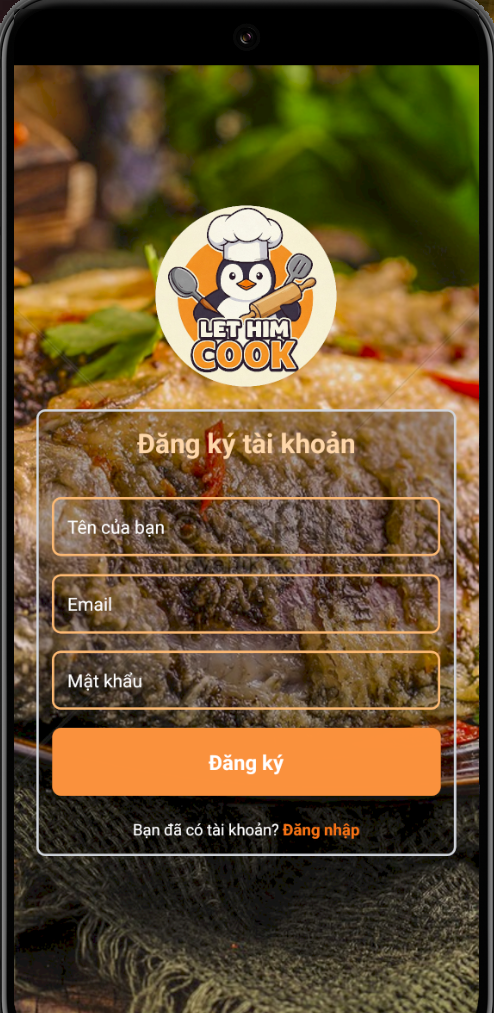 LET HIM
COOK
Đăng ký tài khoản
Tên của bạn
Email
Mật khẩu
Đăng ký
Bạn đã có tài khoản? Đăng nhập